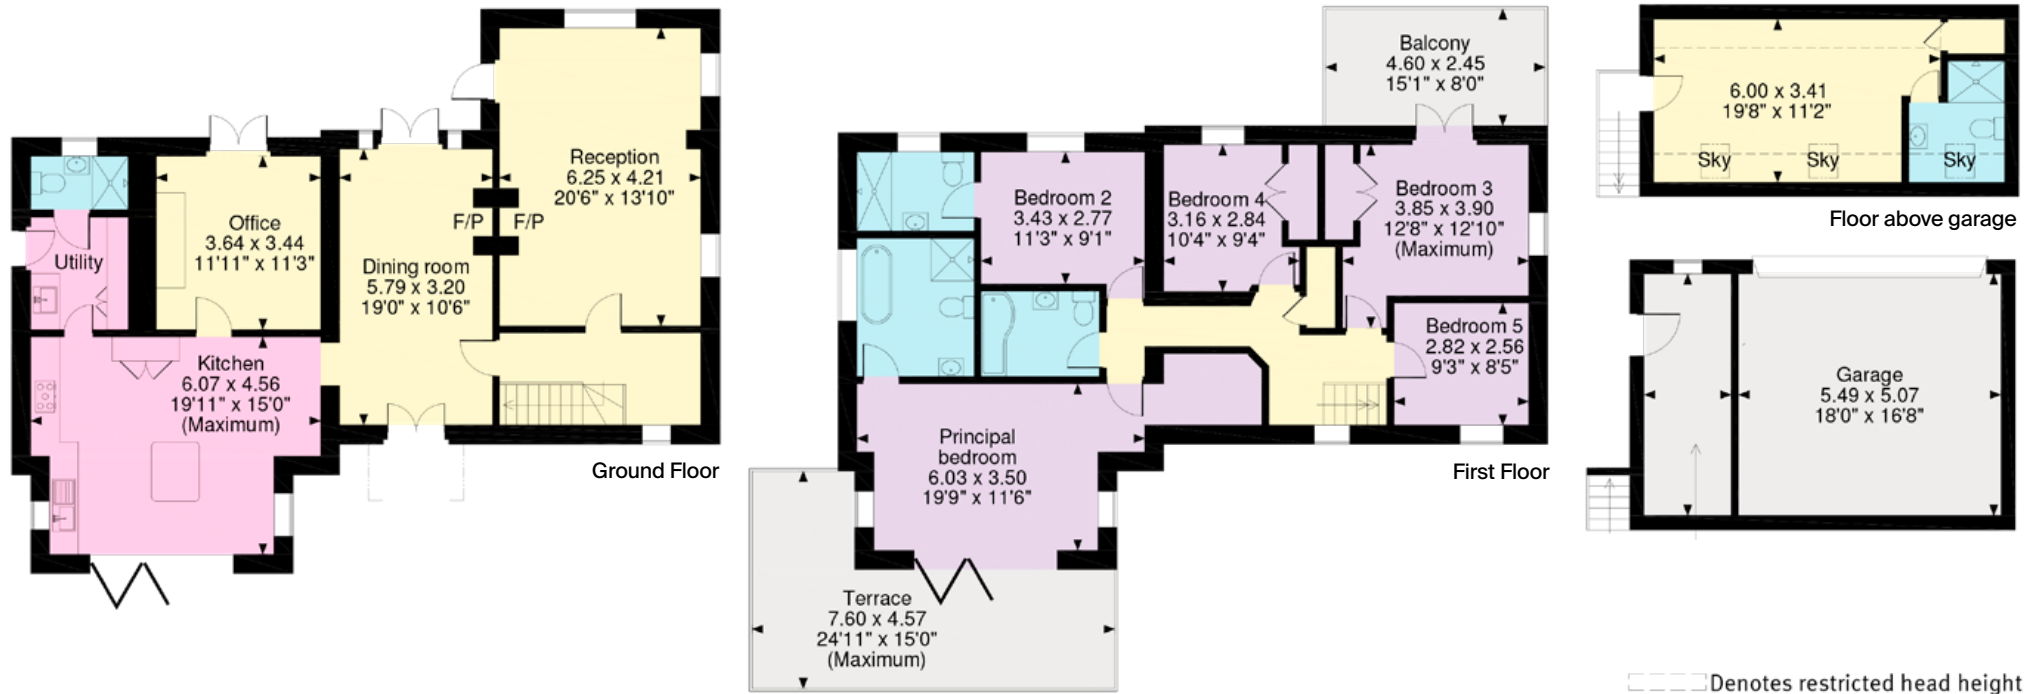 Utility
Office
3.64 x 3.44
11'11" x 11'3"
Kitchen
6.07 x 4.56
19'11" x 15'0"
(Maximum)
Dining room
5.79 x 3.20
19'0" x 10'6"
F/P
F/P
Reception
6.25 x 4.21
20'6" x 13'10"
Ground Floor
Balcony
4.60 x 2.45
15'1" x 8'0"
Bedroom 2
3.43 x 2.77
11'3" x 9'1"
Bedroom 4
3.16 x 2.84
10'4" x 9'4"
Bedroom 3
3.85 x 3.90
12'8" x 12'10"
(Maximum)
Bedroom 5
2.82 x 2.56
9'3" x 8'5"
Principal
bedroom
6.03 x 3.50
19'9" x 11'6"
First Floor
Terrace
7.60 x 4.57
24'11" x 15'0"
(Maximum)
6.00 x 3.41
19'8" x 11'2"
Sky
Sky
Sky
Floor above garage
Garage
5.49 x 5.07
18'0" x 16'8"
Denotes restricted head height